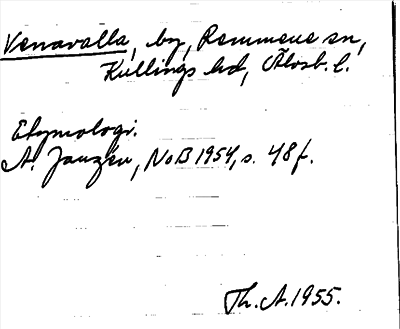 Venavalla, by, Remmene sn,
Kullings hd, Älvsb. l.
Etymologi.
A. Janzén, NoB 1954, s. 48 f.
Th. A. 1955.